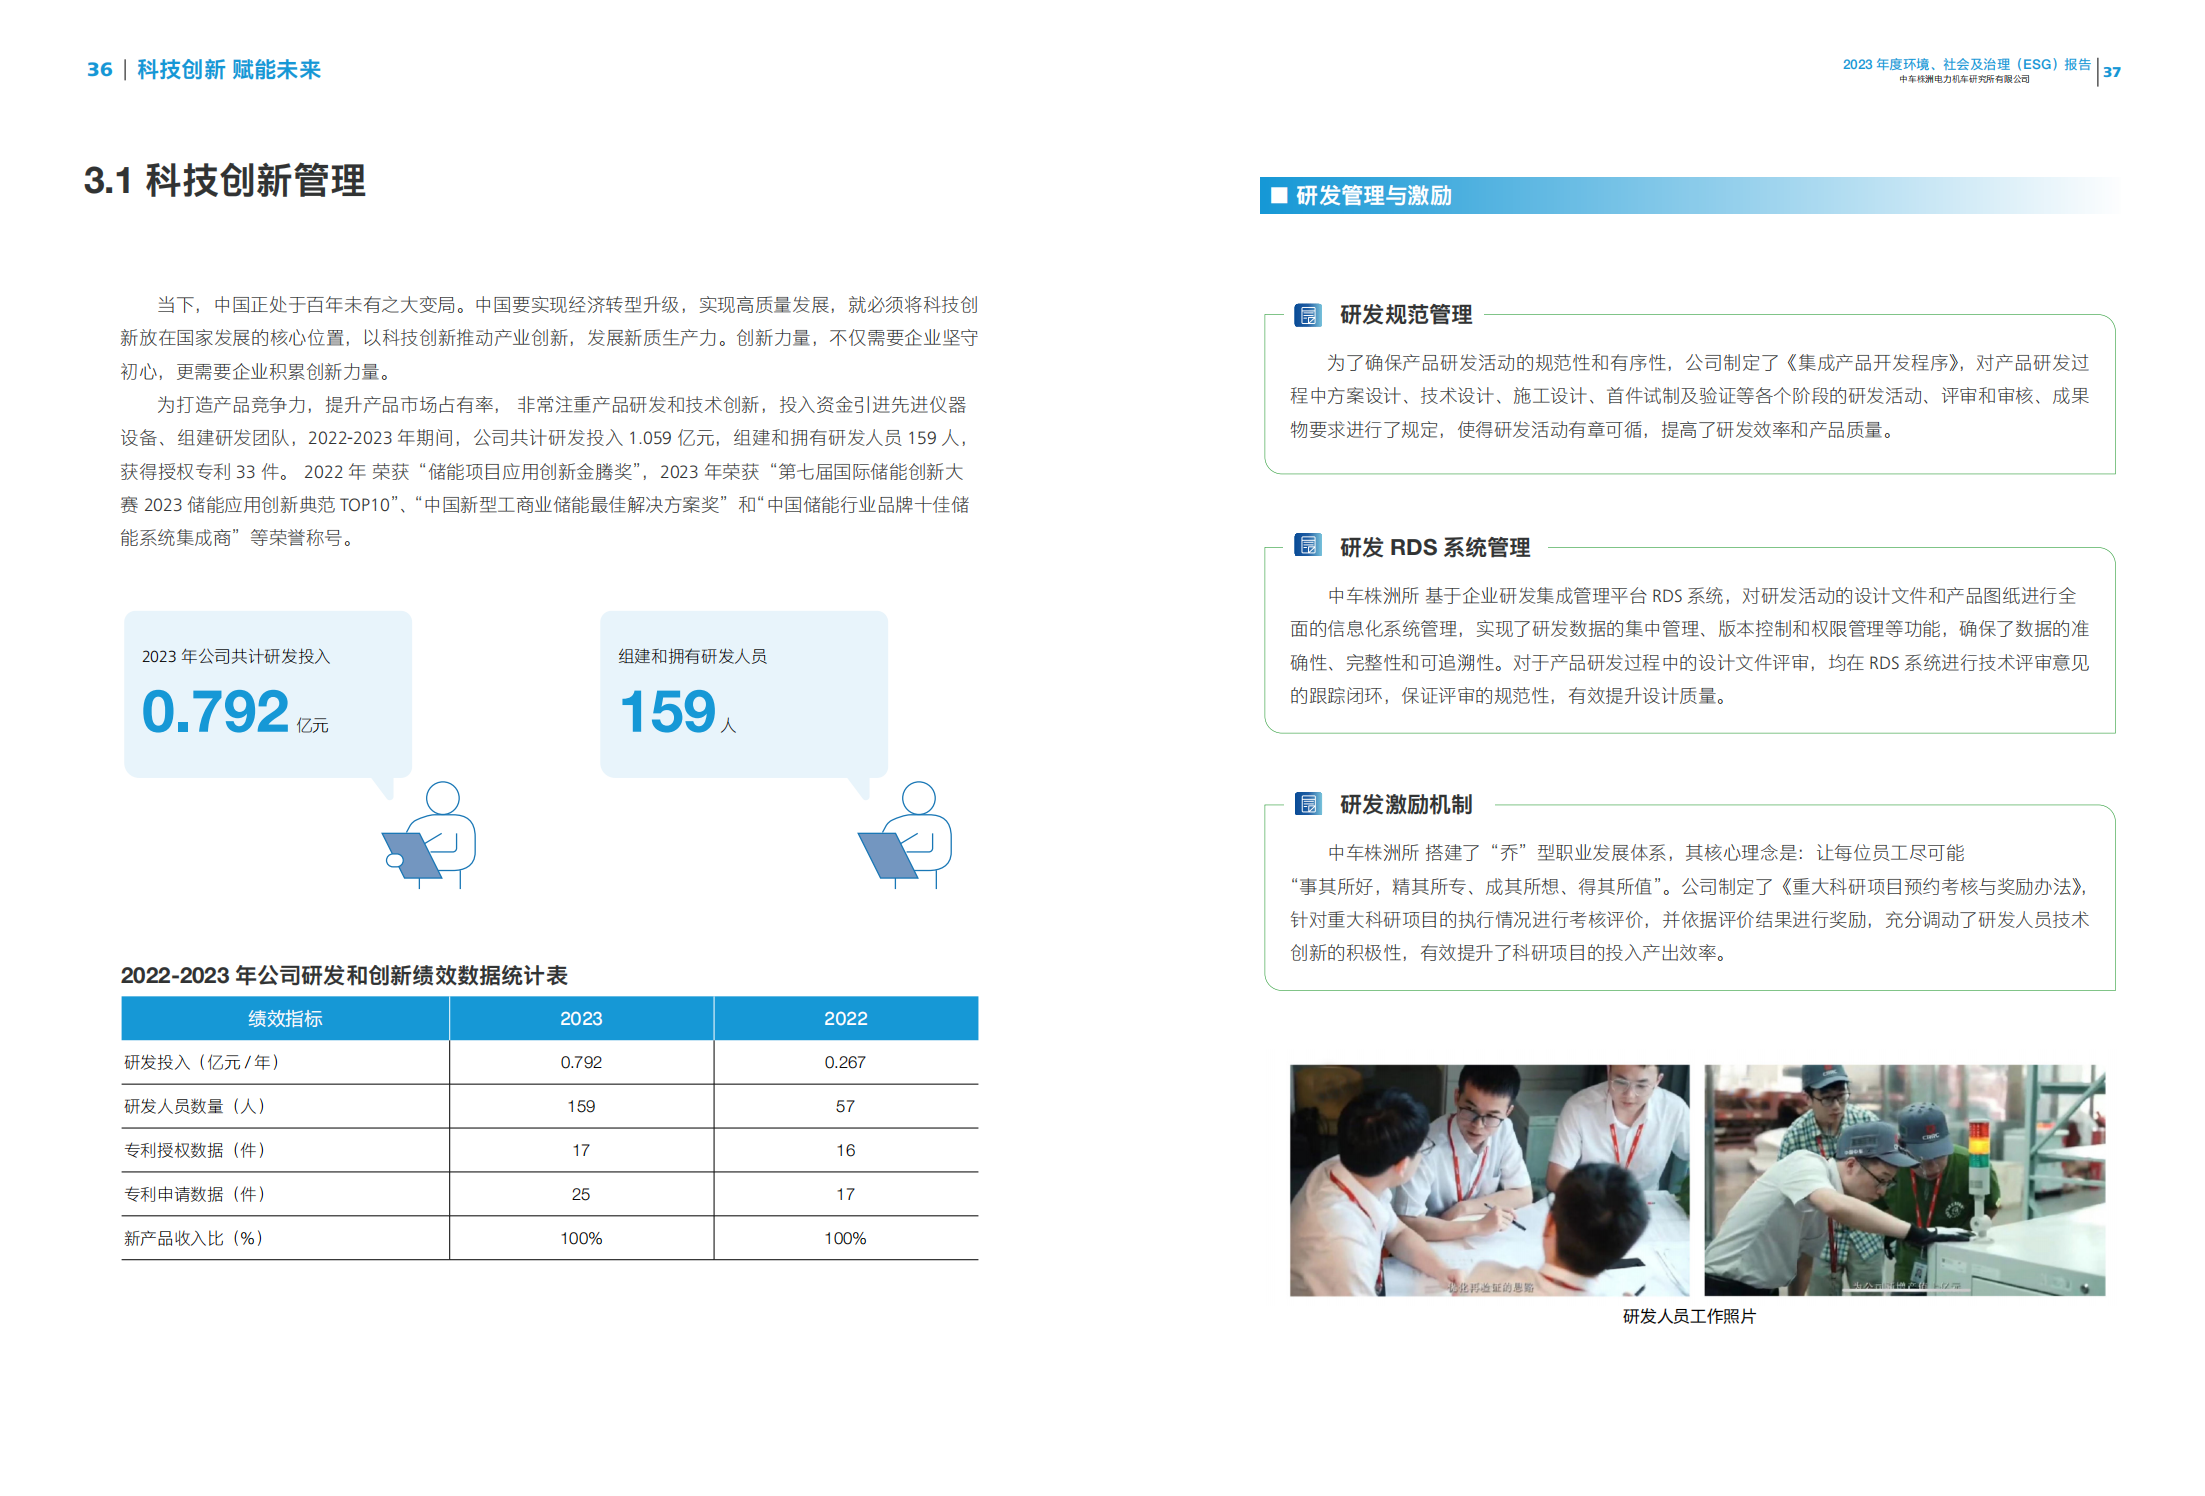 36 科技创新 赋能未来
2023 年度环境、社会及治理（ESG）报告
中车株洲电力机车研究所有限公司
37
3.1 科技创新管理
当下，中国正处于百年未有之大变局。中国要实现经济转型升级，实现高质量发展，就必须将科技创
新放在国家发展的核心位置，以科技创新推动产业创新，发展新质生产力。创新力量，不仅需要企业坚守
初心，更需要企业积累创新力量。
为打造产品竞争力，提升产品市场占有率， 非常注重产品研发和技术创新，投入资金引进先进仪器
设备、组建研发团队，2022-2023 年期间，公司共计研发投入 1.059 亿元，组建和拥有研发人员 159 人，
获得授权专利 33 件。 2022 年 荣获“储能项目应用创新金腾奖”，2023 年荣获“第七届国际储能创新大
赛 2023 储能应用创新典范 TOP10”、“中国新型工商业储能最佳解决方案奖” 和“中国储能行业品牌十佳储
能系统集成商” 等荣誉称号。
2023 年公司共计研发投入
0.792 亿元
组建和拥有研发人员
159 人
2022-2023 年公司研发和创新绩效数据统计表
绩效指标 2023 2022
研发投入（亿元 / 年） 0.792 0.267
研发人员数量（人） 159 57
专利授权数据（件） 17 16
专利申请数据（件） 25 17
新产品收入比（%） 100% 100%
研发管理与激励
研发规范管理
为了确保产品研发活动的规范性和有序性，公司制定了《集成产品开发程序》，对产品研发过
程中方案设计、技术设计、施工设计、首件试制及验证等各个阶段的研发活动、评审和审核、成果
物要求进行了规定，使得研发活动有章可循，提高了研发效率和产品质量。
研发 RDS 系统管理
中车株洲所 基于企业研发集成管理平台 RDS 系统，对研发活动的设计文件和产品图纸进行全
面的信息化系统管理，实现了研发数据的集中管理、版本控制和权限管理等功能，确保了数据的准
确性、完整性和可追溯性。对于产品研发过程中的设计文件评审，均在 RDS 系统进行技术评审意见
的跟踪闭环，保证评审的规范性，有效提升设计质量。
研发激励机制
中车株洲所 搭建了“乔”型职业发展体系，其核心理念是：让每位员工尽可能
“事其所好，精其所专、成其所想、得其所值”。公司制定了《重大科研项目预约考核与奖励办法》，
针对重大科研项目的执行情况进行考核评价，并依据评价结果进行奖励，充分调动了研发人员技术
创新的积极性，有效提升了科研项目的投入产出效率。
优化再验证的思路
研发人员工作照片